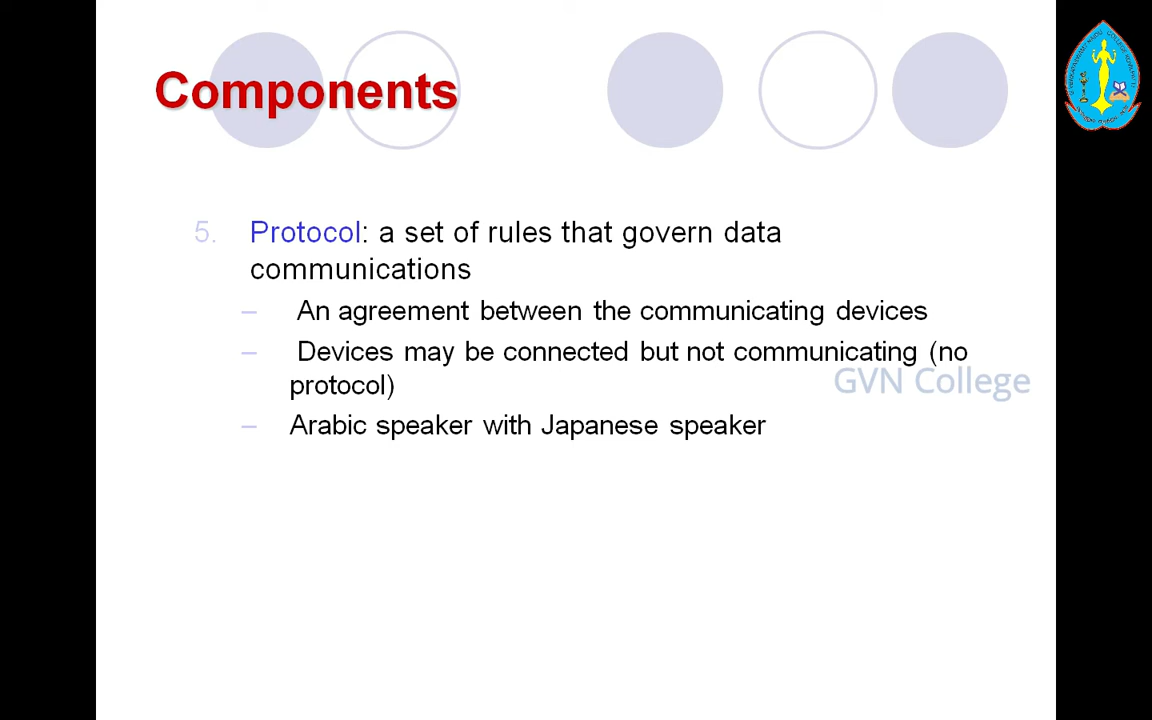 Components
5. Protocol: a set of rules that govern data
communications
– An agreement between the communicating devices
– Devices may be connected but not communicating (no
protocol)
GVN College
– Arabic speaker with Japanese speaker